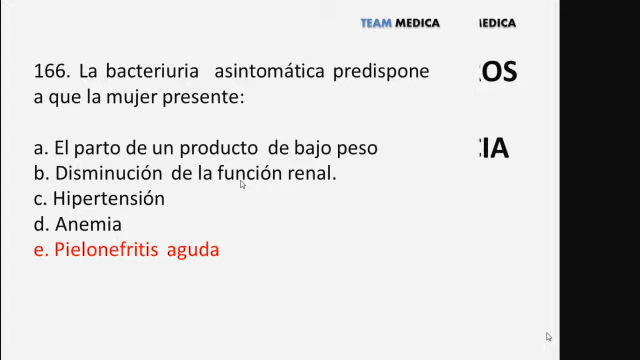 TEAM MEDICA
MEDICA
166. La bacteriuria asintomática predispone
a que la mujer presente:
OS
IA
a. El parto de un producto de bajo peso
b. Disminución de la función renal.
c. Hipertensión
d. Anemia
e. Pielonefritis aguda